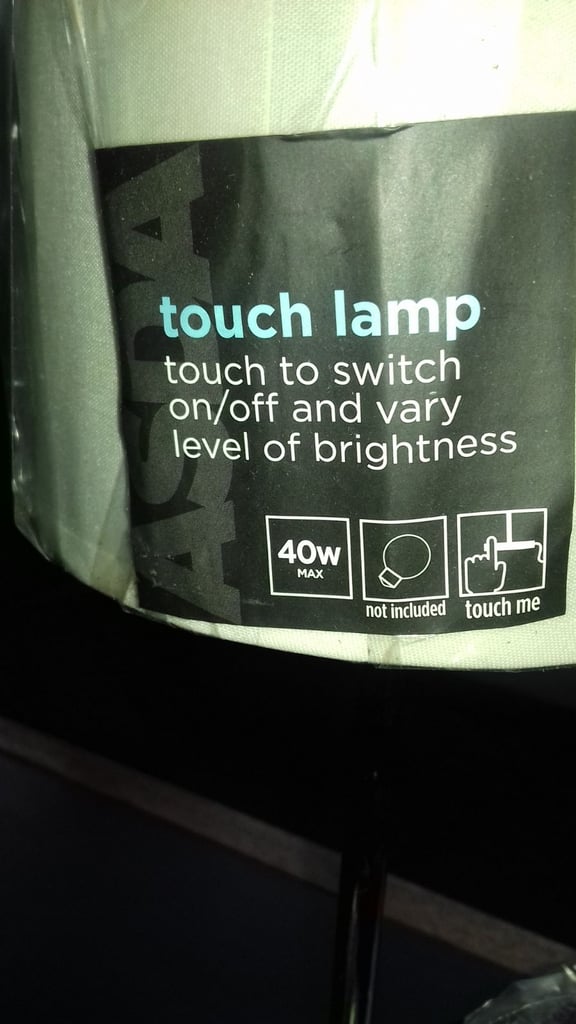 ASDA
touch lamp
touch to switch
on/off and vary
level of brightness
40w
MAX
not included
touch me